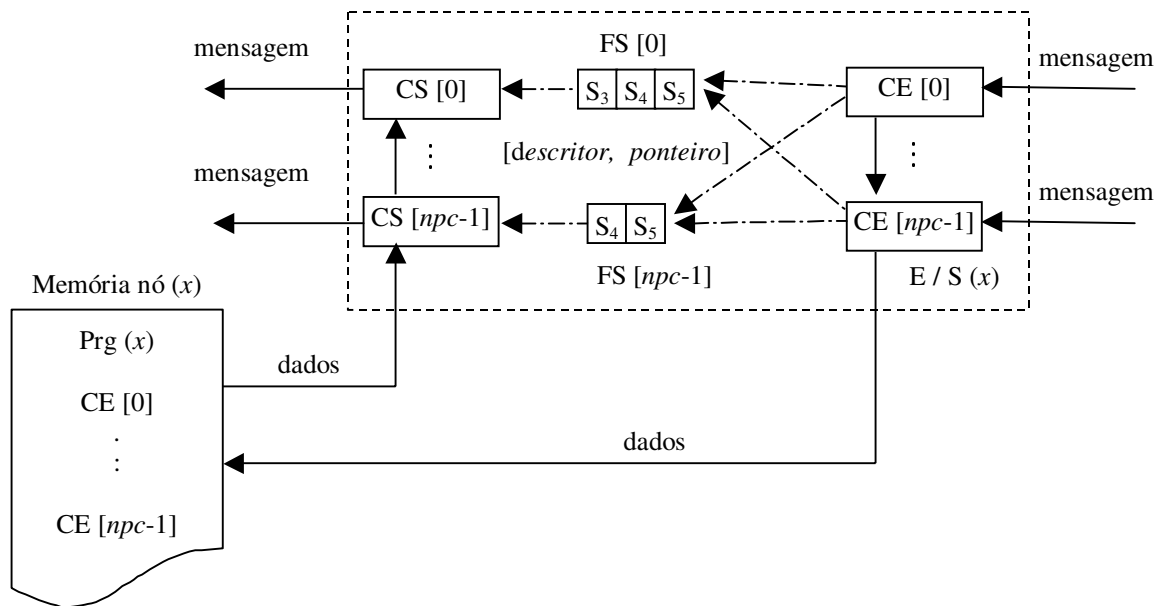 FS [0]
mensagem
mensagem
CS [0]
S3 S4 S5
CE [0]
⋮
[descritor, ponteiro]
⋮
mensagem
mensagem
CS [npc-1]
S4 S5
CE [npc-1]
Memória nó (x)
FS [npc-1]
E / S (x)
Prg (x)
dados
CE [0]
⋮
dados
CE [npc-1]